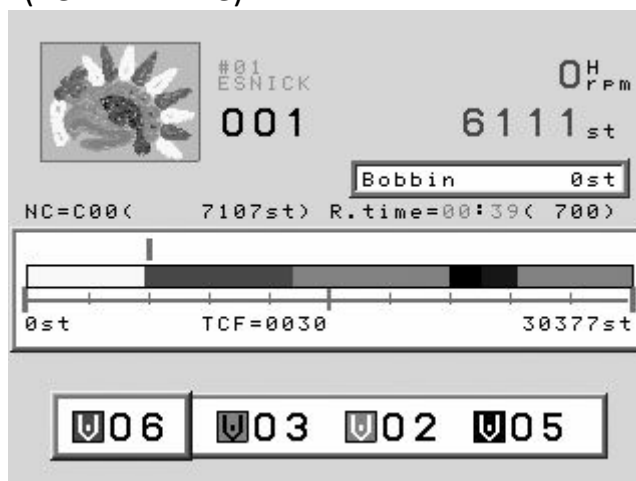 #01
ESNICK
0 H rpm
001
6111 st
Bobbin 0st
NC=C00( 7107st) R.time=00:39( 700)
0st TCF=0030 30377st
06 03 02 05